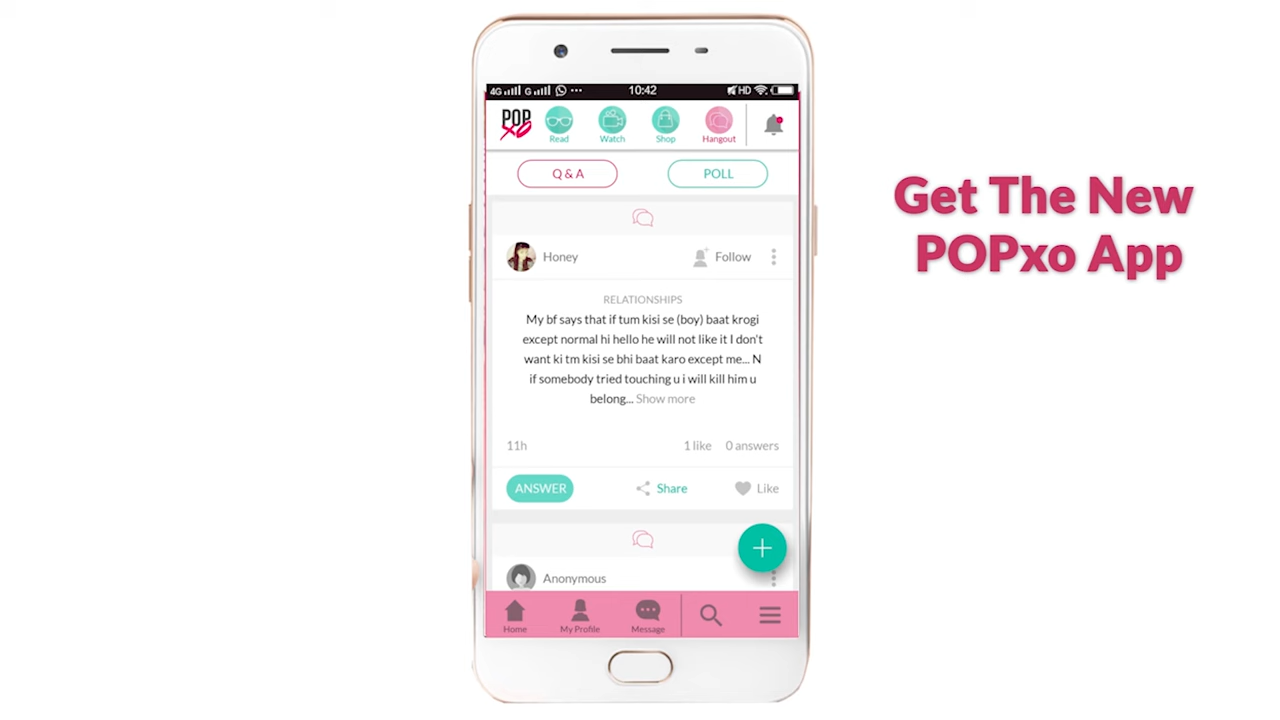 4G G HD
10:42
POP
xo
Read Watch Shop Hangout
Q & A POLL
Honey Follow
RELATIONSHIPS
My bf says that if tum kisi se (boy) baat krogi
except normal hi hello he will not like it I don't
want ki tm kisi se bhi baat karo except me... N
if somebody tried touching u i will kill him u
belong... Show more
11h 1 like 0 answers
ANSWER Share Like
Anonymous
Home My Profile Message
Get The New
POPxo App